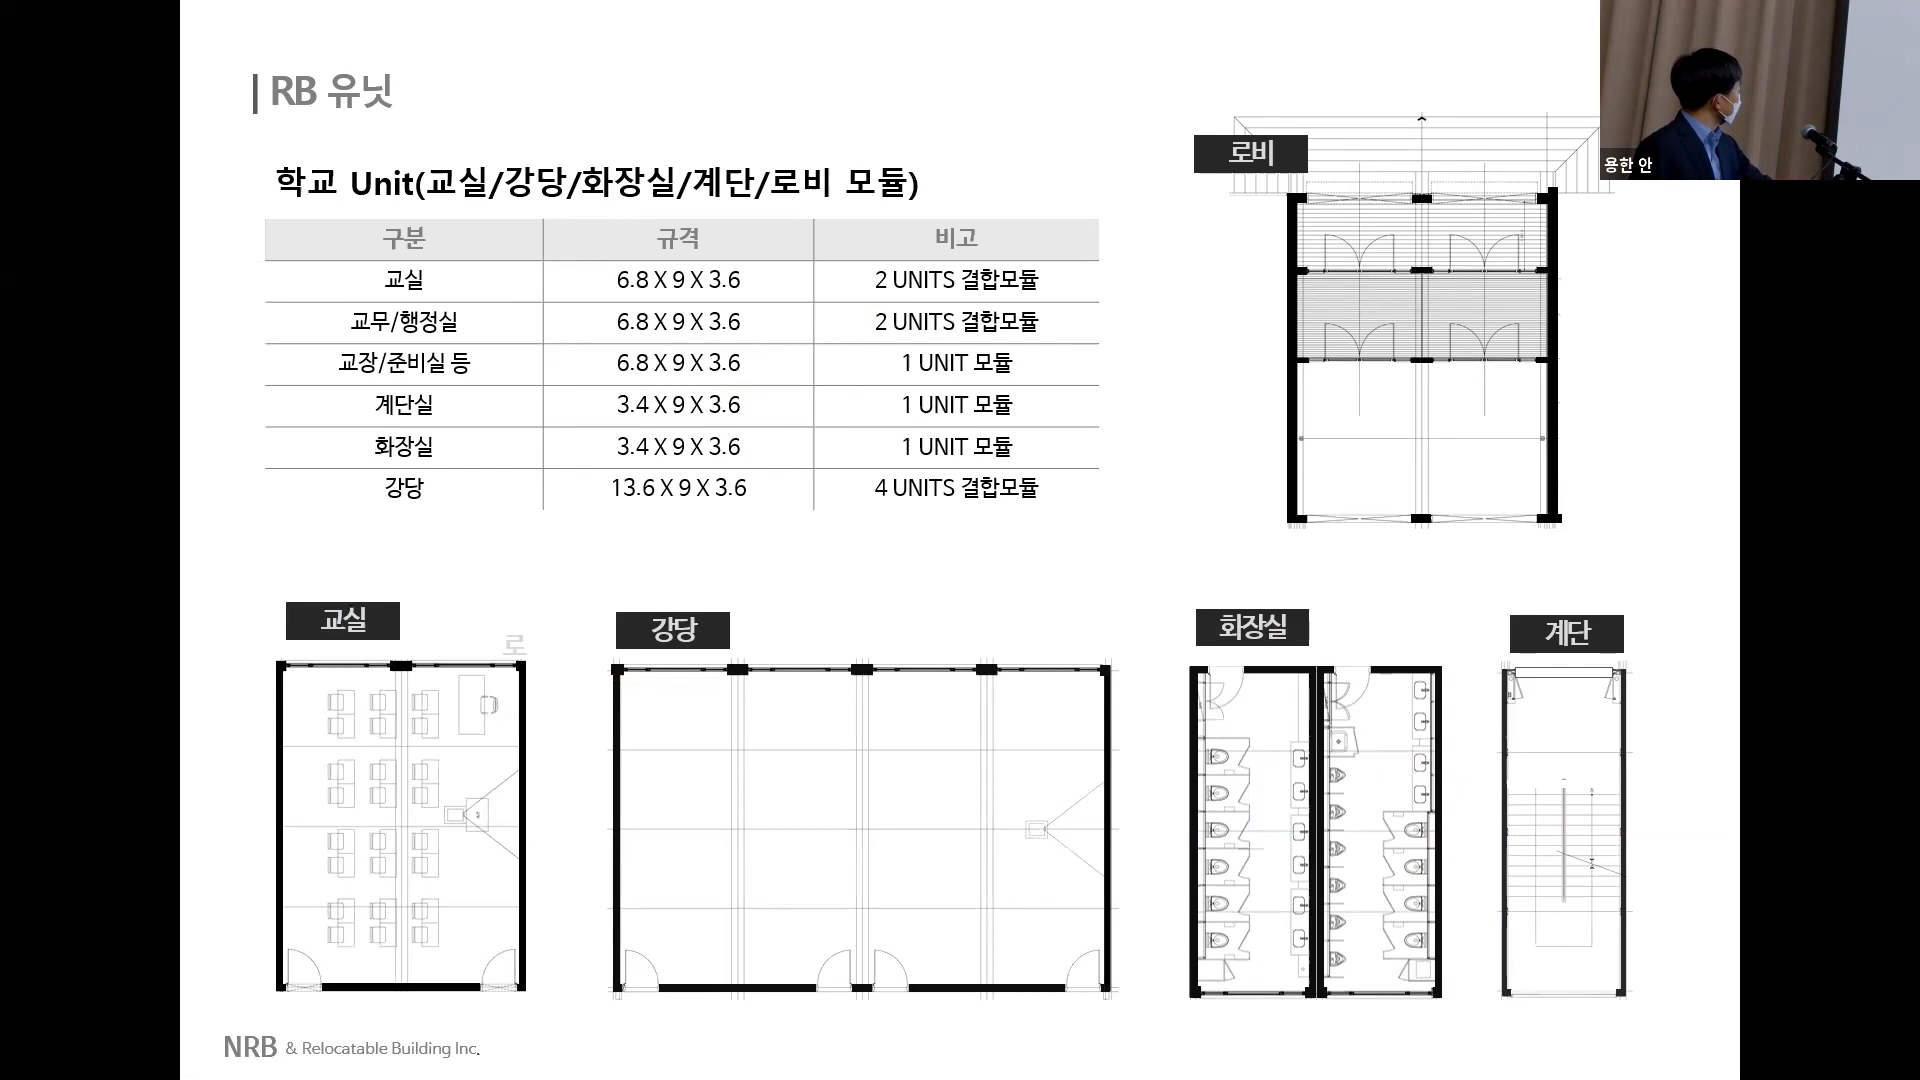 RB 유닛
용한 안
학교 Unit(교실/강당/화장실/계단/로비 모듈)
구분 규격 비고
교실 6.8 X 9 X 3.6 2 UNITS 결합모듈
교무/행정실 6.8 X 9 X 3.6 2 UNITS 결합모듈
교장/준비실 등 6.8 X 9 X 3.6 1 UNIT 모듈
계단실 3.4 X 9 X 3.6 1 UNIT 모듈
화장실 3.4 X 9 X 3.6 1 UNIT 모듈
강당 13.6 X 9 X 3.6 4 UNITS 결합모듈
로비
교실
로
강당
화장실
계단
NRB & Relocatable Building Inc.